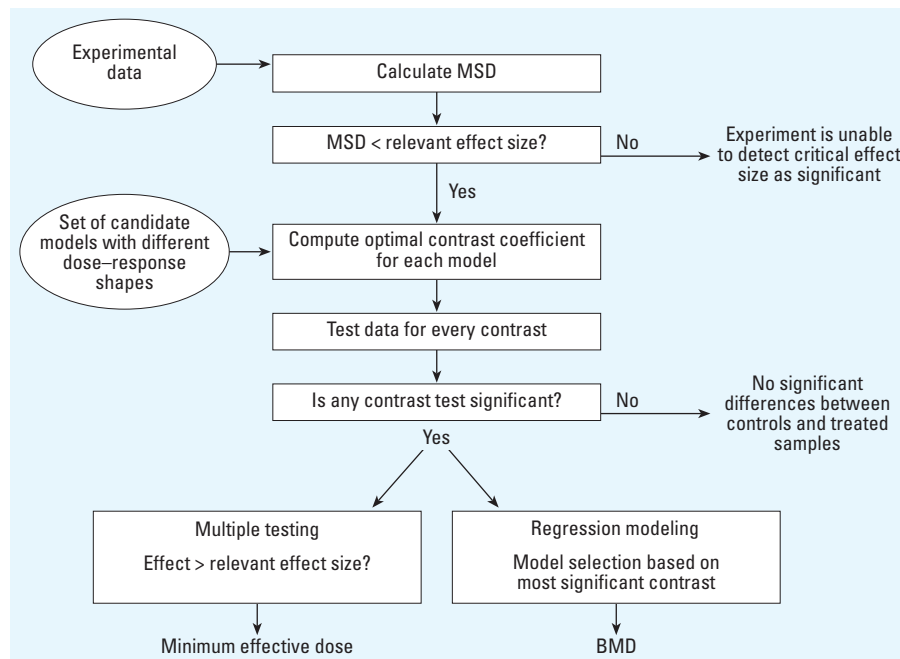 Experimental
data
Calculate MSD
MSD < relevant effect size?
No
Experiment is unable
to detect critical effect
size as significant
Yes
Set of candidate
models with different
dose–response
shapes
Compute optimal contrast coefficient
for each model
Test data for every contrast
Is any contrast test significant?
No
No significant
differences between
controls and treated
samples
Yes
Multiple testing
Effect > relevant effect size?
Regression modeling
Model selection based on
most significant contrast
Minimum effective dose
BMD